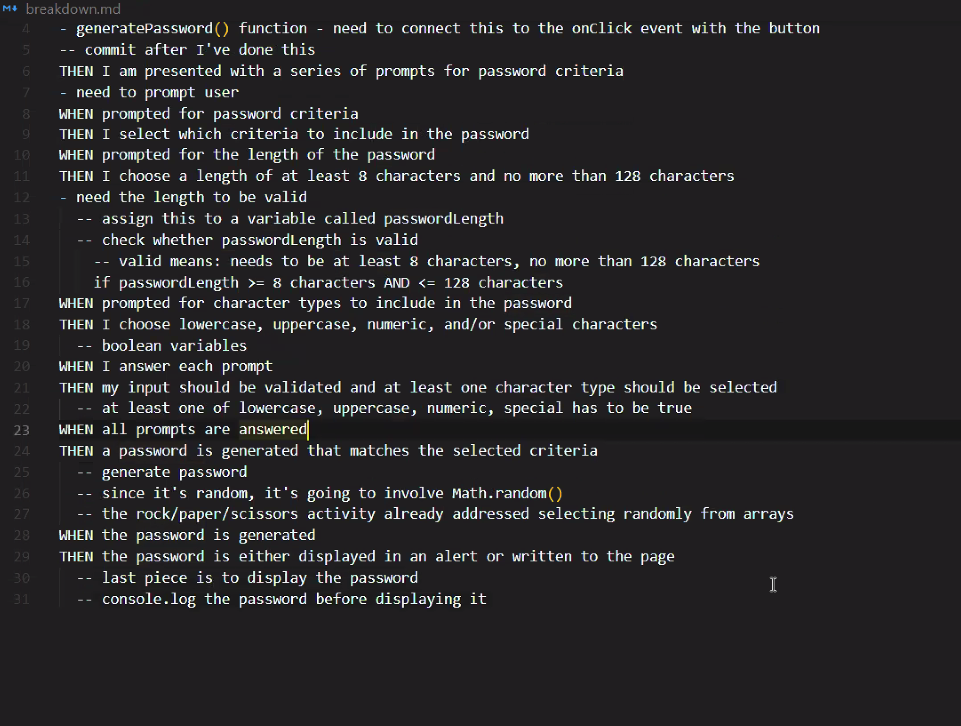 M↓ breakdown.md
4 - generatePassword() function - need to connect this to the onClick event with the button
5 -- commit after I've done this
6 THEN I am presented with a series of prompts for password criteria
7 - need to prompt user
8 WHEN prompted for password criteria
9 THEN I select which criteria to include in the password
10 WHEN prompted for the length of the password
11 THEN I choose a length of at least 8 characters and no more than 128 characters
12 - need the length to be valid
13 -- assign this to a variable called passwordLength
14 -- check whether passwordLength is valid
15 -- valid means: needs to be at least 8 characters, no more than 128 characters
16 if passwordLength >= 8 characters AND <= 128 characters
17 WHEN prompted for character types to include in the password
18 THEN I choose lowercase, uppercase, numeric, and/or special characters
19 -- boolean variables
20 WHEN I answer each prompt
21 THEN my input should be validated and at least one character type should be selected
22 -- at least one of lowercase, uppercase, numeric, special has to be true
23 WHEN all prompts are answered
24 THEN a password is generated that matches the selected criteria
25 -- generate password
26 -- since it's random, it's going to involve Math.random()
27 -- the rock/paper/scissors activity already addressed selecting randomly from arrays
28 WHEN the password is generated
29 THEN the password is either displayed in an alert or written to the page
30 -- last piece is to display the password
31 -- console.log the password before displaying it